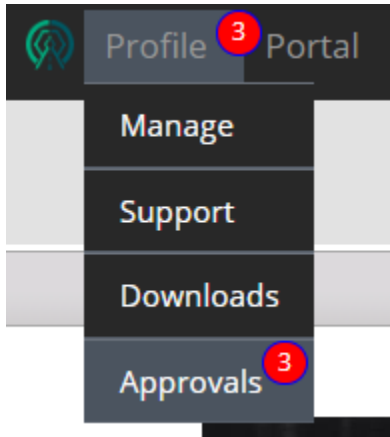 Profile 3 Portal
Manage
Support
Downloads
Approvals 3